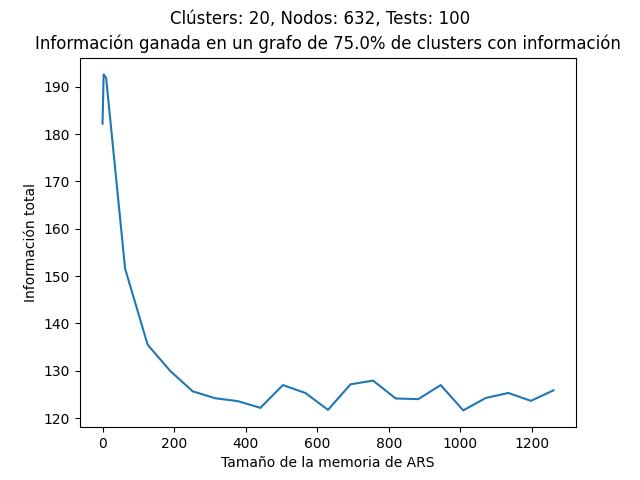 Clústers: 20, Nodos: 632, Tests: 100
Información ganada en un grafo de 75.0% de clusters con información
190
180
170
160
150
140
130
120
Información total
0 200 400 600 800 1000 1200
Tamaño de la memoria de ARS